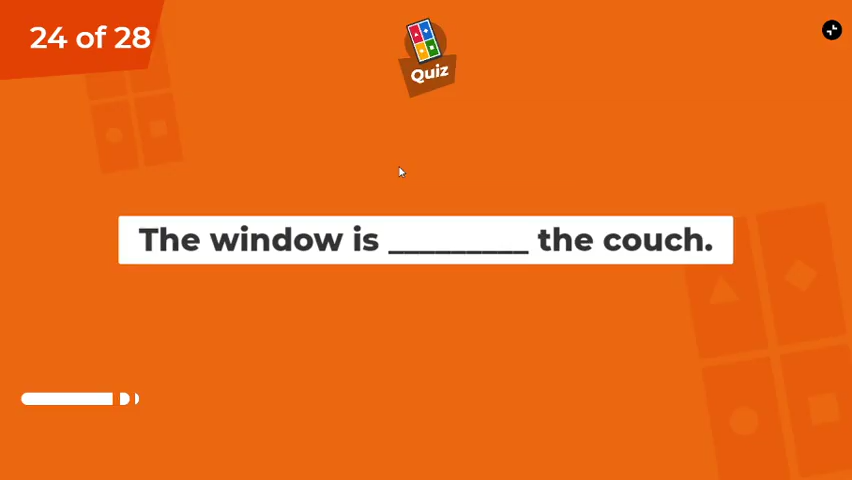 24 of 28
Quiz
The window is _________ the couch.